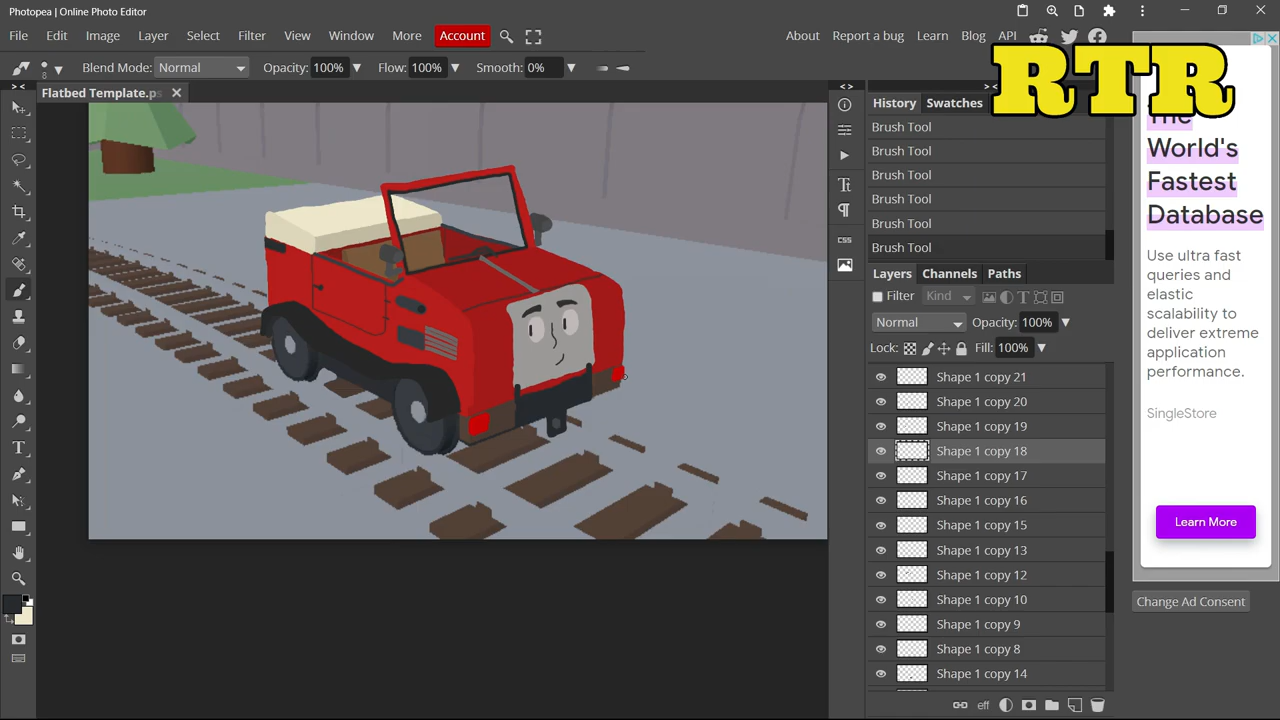 Photopea | Online Photo Editor
File Edit Image Layer Select Filter View Window More Account
About Report a bug Learn Blog API
RTR
8 Blend Mode: Normal Opacity: 100% Flow: 100% Smooth: 0%
Flatbed Template.ps
History Swatches
Brush Tool
Brush Tool
Brush Tool
Brush Tool
Brush Tool
Brush Tool
Layers Channels Paths
Filter Kind
Normal Opacity: 100%
Lock: Fill: 100%
Shape 1 copy 21
Shape 1 copy 20
Shape 1 copy 19
Shape 1 copy 18
Shape 1 copy 17
Shape 1 copy 16
Shape 1 copy 15
Shape 1 copy 13
Shape 1 copy 12
Shape 1 copy 10
Shape 1 copy 9
Shape 1 copy 8
Shape 1 copy 14
eff
CSS
The
World's
Fastest
Database
Use ultra fast
queries and
elastic
scalability to
deliver extreme
application
performance.
SingleStore
Learn More
Change Ad Consent